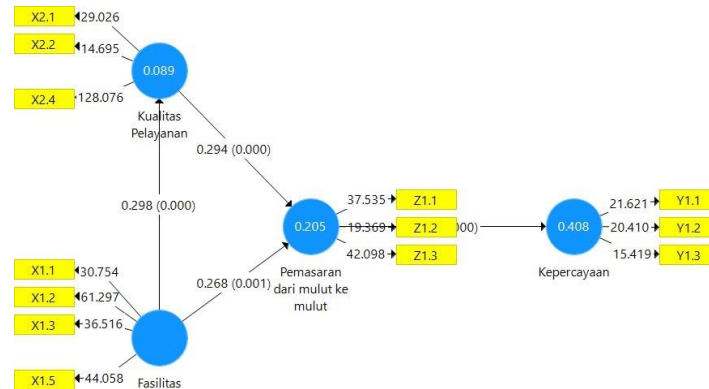 X2.1
29.026
X2.2
14.695
X2.4
128.076
0.089
Kualitas
Pelayanan
0.294 (0.000)
0.298 (0.000)
0.268 (0.001)
X1.1
30.754
X1.2
61.297
X1.3
36.516
X1.5
44.058
Fasilitas
0.205
Pemasaran
dari mulut ke
mulut
37.535
Z1.1
19.369
Z1.2
42.098
Z1.3
00)
0.408
Kepercayaan
21.621
Y1.1
20.410
Y1.2
15.419
Y1.3